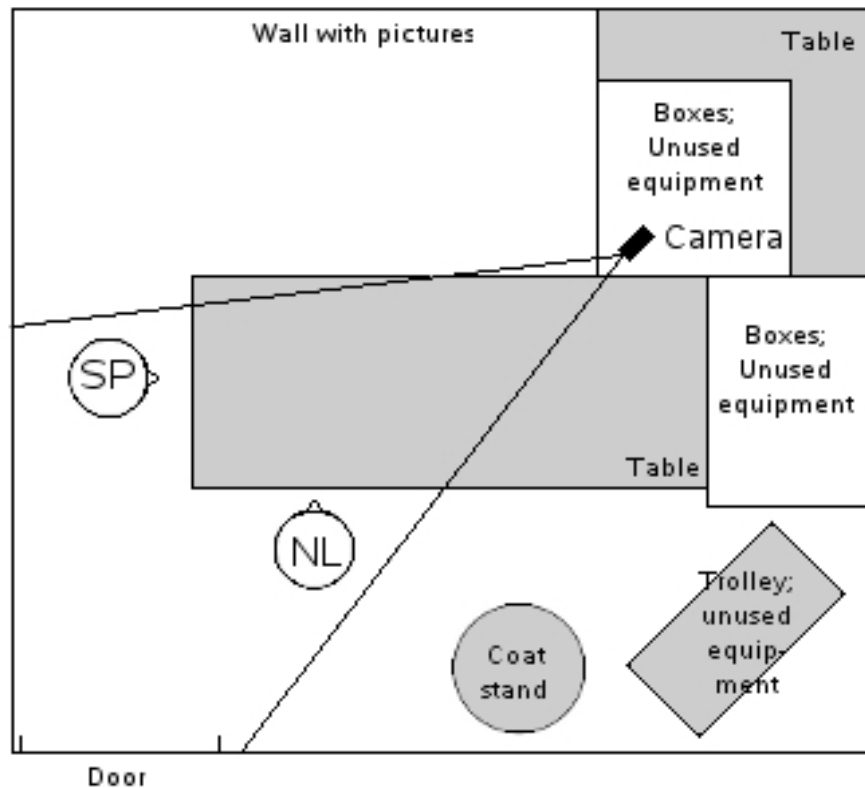 Wall with pictures
Table
Boxes;
Unused
equipment
Camera
Boxes;
Unused
equipment
SP
Table
NL
Trolley;
unused
equip-
ment
Coat
stand
Door